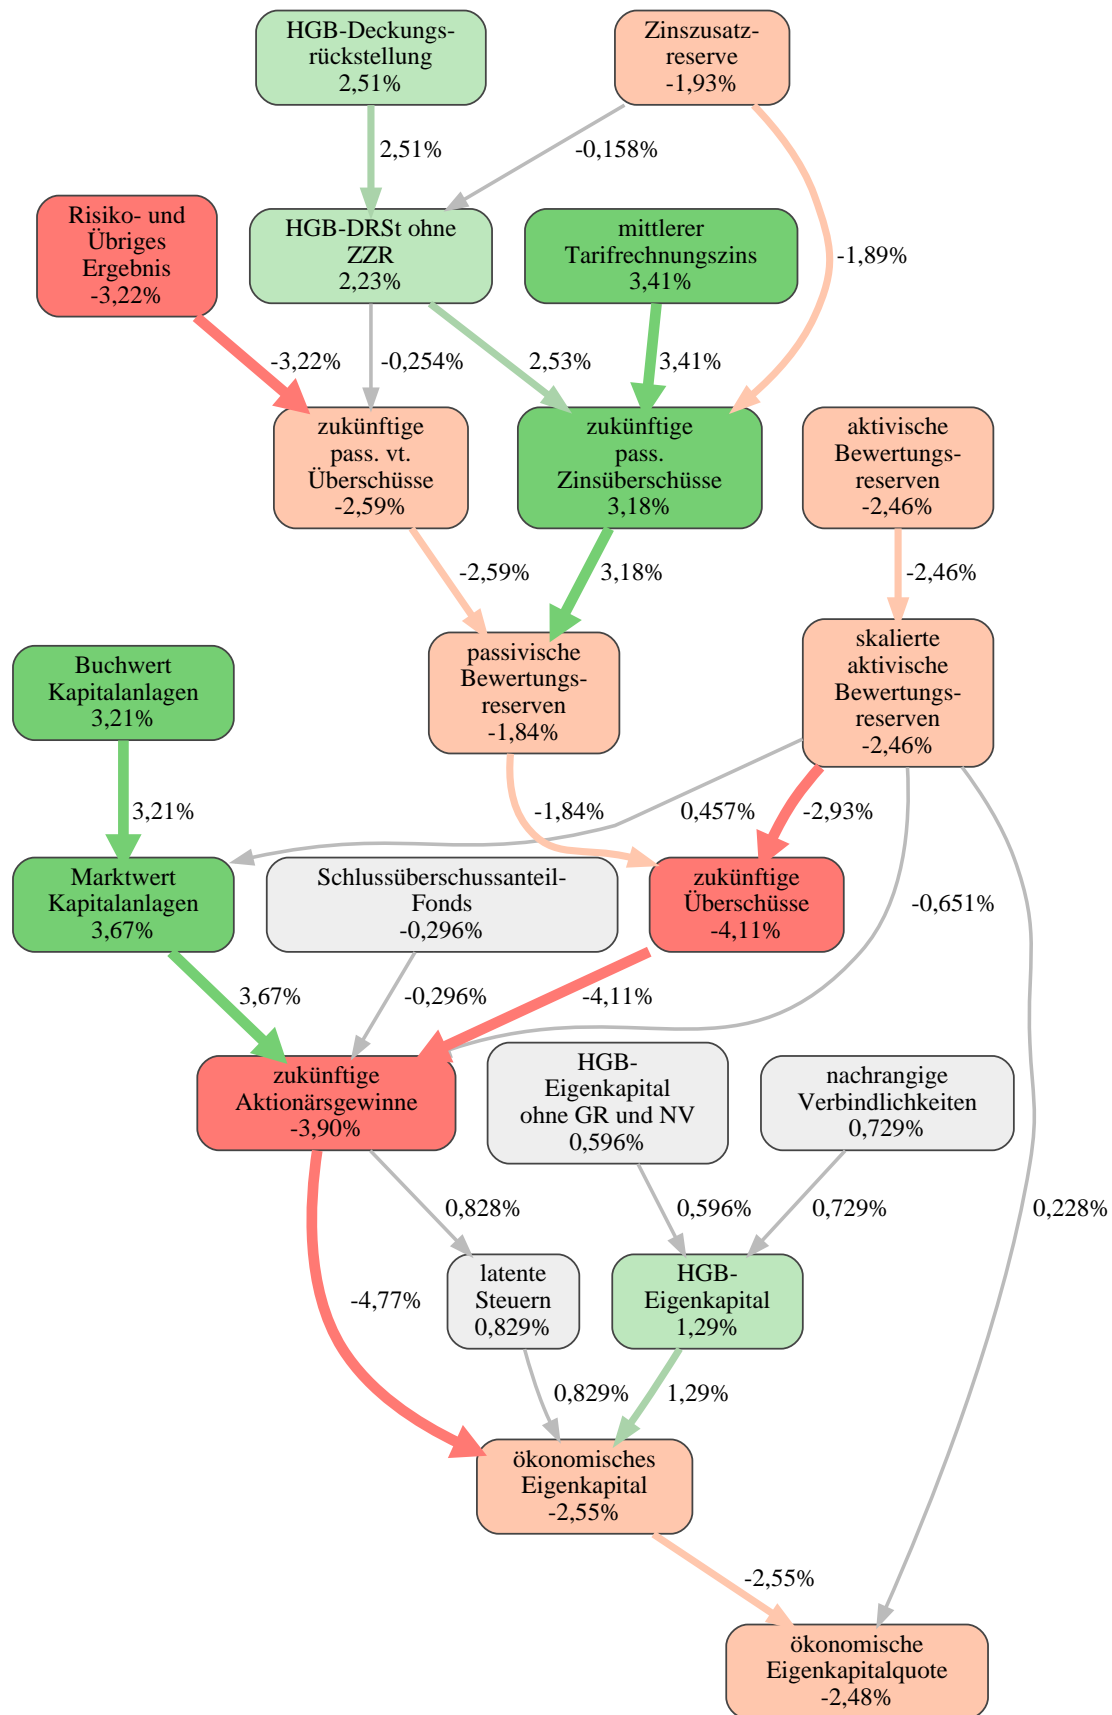 HGB-Deckungs-
rückstellung
2,51%
Zinszusatz-
reserve
-1,93%
2,51%
-0,158%
Risiko- und
Übriges
Ergebnis
-3,22%
HGB-DRSt ohne
ZZR
2,23%
mittlerer
Tarifrechnungszins
3,41%
-1,89%
-3,22%
-0,254%
2,53%
3,41%
zukünftige
pass. vt.
Überschüsse
-2,59%
zukünftige
pass.
Zinsüberschüsse
3,18%
aktivische
Bewertungs-
reserven
-2,46%
-2,59%
3,18%
-2,46%
Buchwert
Kapitalanlagen
3,21%
passivische
Bewertungs-
reserven
-1,84%
skalierte
aktivische
Bewertungs-
reserven
-2,46%
3,21%
-1,84%
0,457%
-2,93%
Marktwert
Kapitalanlagen
3,67%
Schlussüberschussanteil-
Fonds
-0,296%
zukünftige
Überschüsse
-4,11%
-0,651%
3,67%
-0,296%
-4,11%
zukünftige
Aktionärsgewinne
-3,90%
HGB-
Eigenkapital
ohne GR und NV
0,596%
nachrangige
Verbindlichkeiten
0,729%
0,828%
0,596%
0,729%
0,228%
-4,77%
latente
Steuern
0,829%
HGB-
Eigenkapital
1,29%
0,829%
1,29%
ökonomisches
Eigenkapital
-2,55%
-2,55%
ökonomische
Eigenkapitalquote
-2,48%